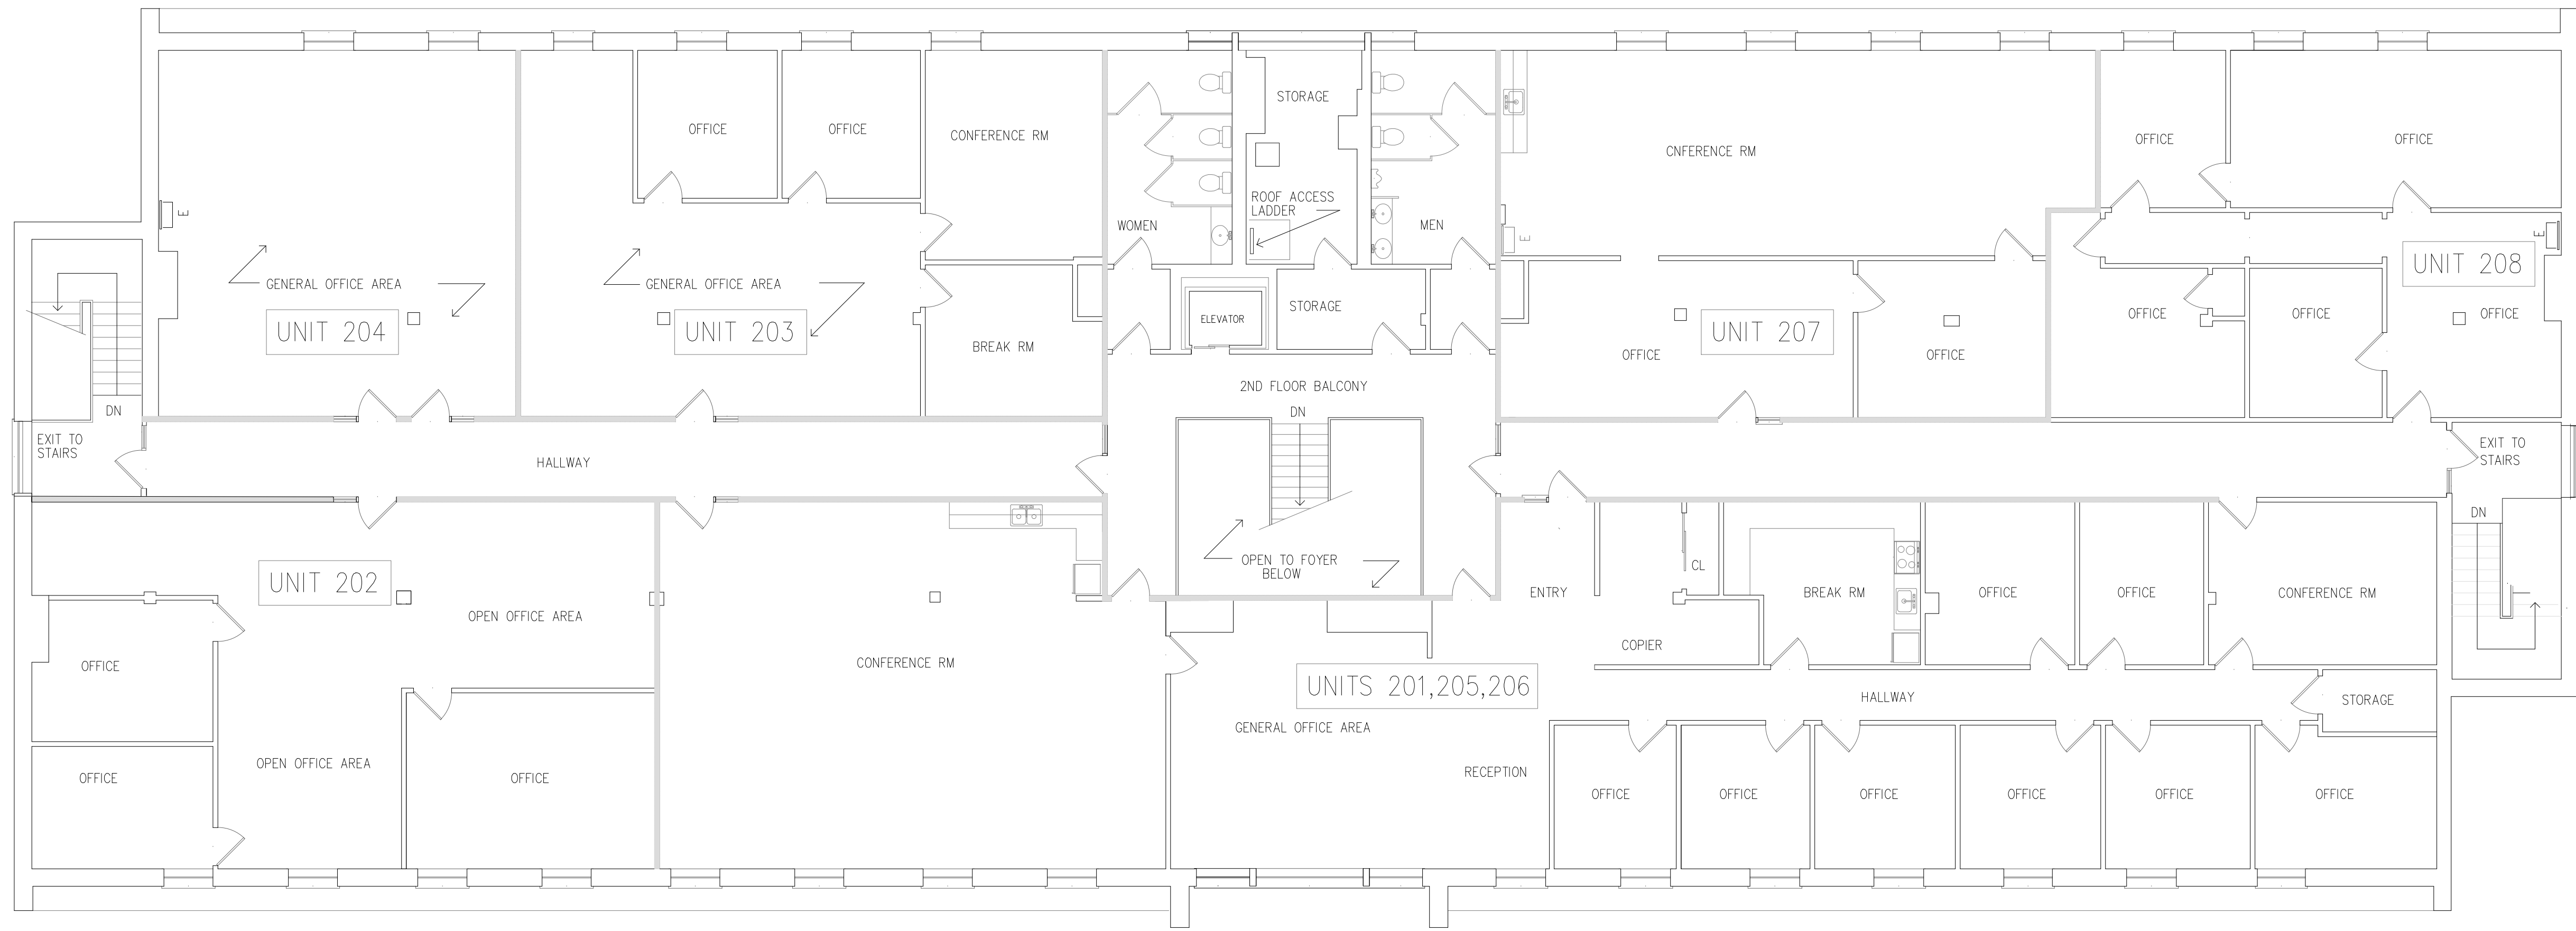 OFFICE
OFFICE
CONFERENCE RM
STORAGE
CNFERENCE RM
OFFICE
OFFICE
ROOF ACCESS
LADDER
WOMEN
MEN
E
E
E
GENERAL OFFICE AREA
UNIT 204
GENERAL OFFICE AREA
UNIT 203
BREAK RM
ELEVATOR
STORAGE
OFFICE
UNIT 207
OFFICE
OFFICE
OFFICE
UNIT 208
OFFICE
DN
EXIT TO
STAIRS
HALLWAY
2ND FLOOR BALCONY
DN
OPEN TO FOYER
BELOW
EXIT TO
STAIRS
DN
UNIT 202
OPEN OFFICE AREA
OFFICE
OFFICE
OPEN OFFICE AREA
OFFICE
CONFERENCE RM
ENTRY
CL
COPIER
BREAK RM
OFFICE
OFFICE
CONFERENCE RM
UNITS 201,205,206
GENERAL OFFICE AREA
RECEPTION
HALLWAY
STORAGE
OFFICE
OFFICE
OFFICE
OFFICE
OFFICE
OFFICE